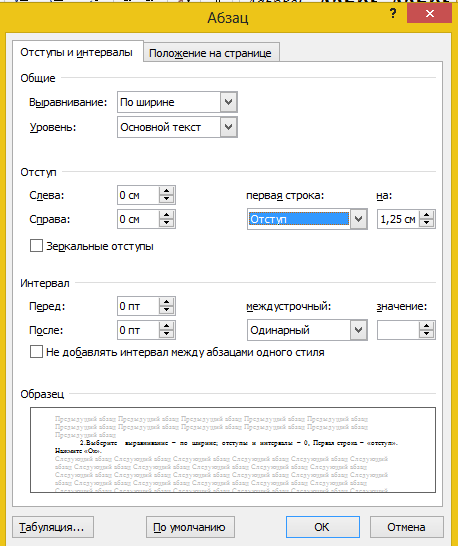 Абзац
? ×
Отступы и интервалы Положение на странице
Общие
Выравнивание: По ширине
Уровень: Основной текст
Отступ
Слева: 0 см первая строка: на:
Справа: 0 см Отступ 1,25 см
Зеркальные отступы
Интервал
Перед: 0 пт междустрочный: значение:
После: 0 пт Одинарный
Не добавлять интервал между абзацами одного стиля
Образец
Предыдущий абзац Предыдущий абзац Предыдущий абзац Предыдущий абзац Предыдущий абзац
Предыдущий абзац Предыдущий абзац Предыдущий абзац Предыдущий абзац Предыдущий абзац
Предыдущий абзац
2.Выберите выравнивание – по ширине; отступы и интервалы – 0, Первая строка – «отступ».
Нажмите «Ок».
Следующий абзац Следующий абзац Следующий абзац Следующий абзац Следующий абзац
Следующий абзац Следующий абзац Следующий абзац Следующий абзац Следующий абзац
Следующий абзац Следующий абзац Следующий абзац Следующий абзац Следующий абзац
Следующий абзац Следующий абзац Следующий абзац Следующий абзац Следующий абзац
Табуляция... По умолчанию ОК Отмена